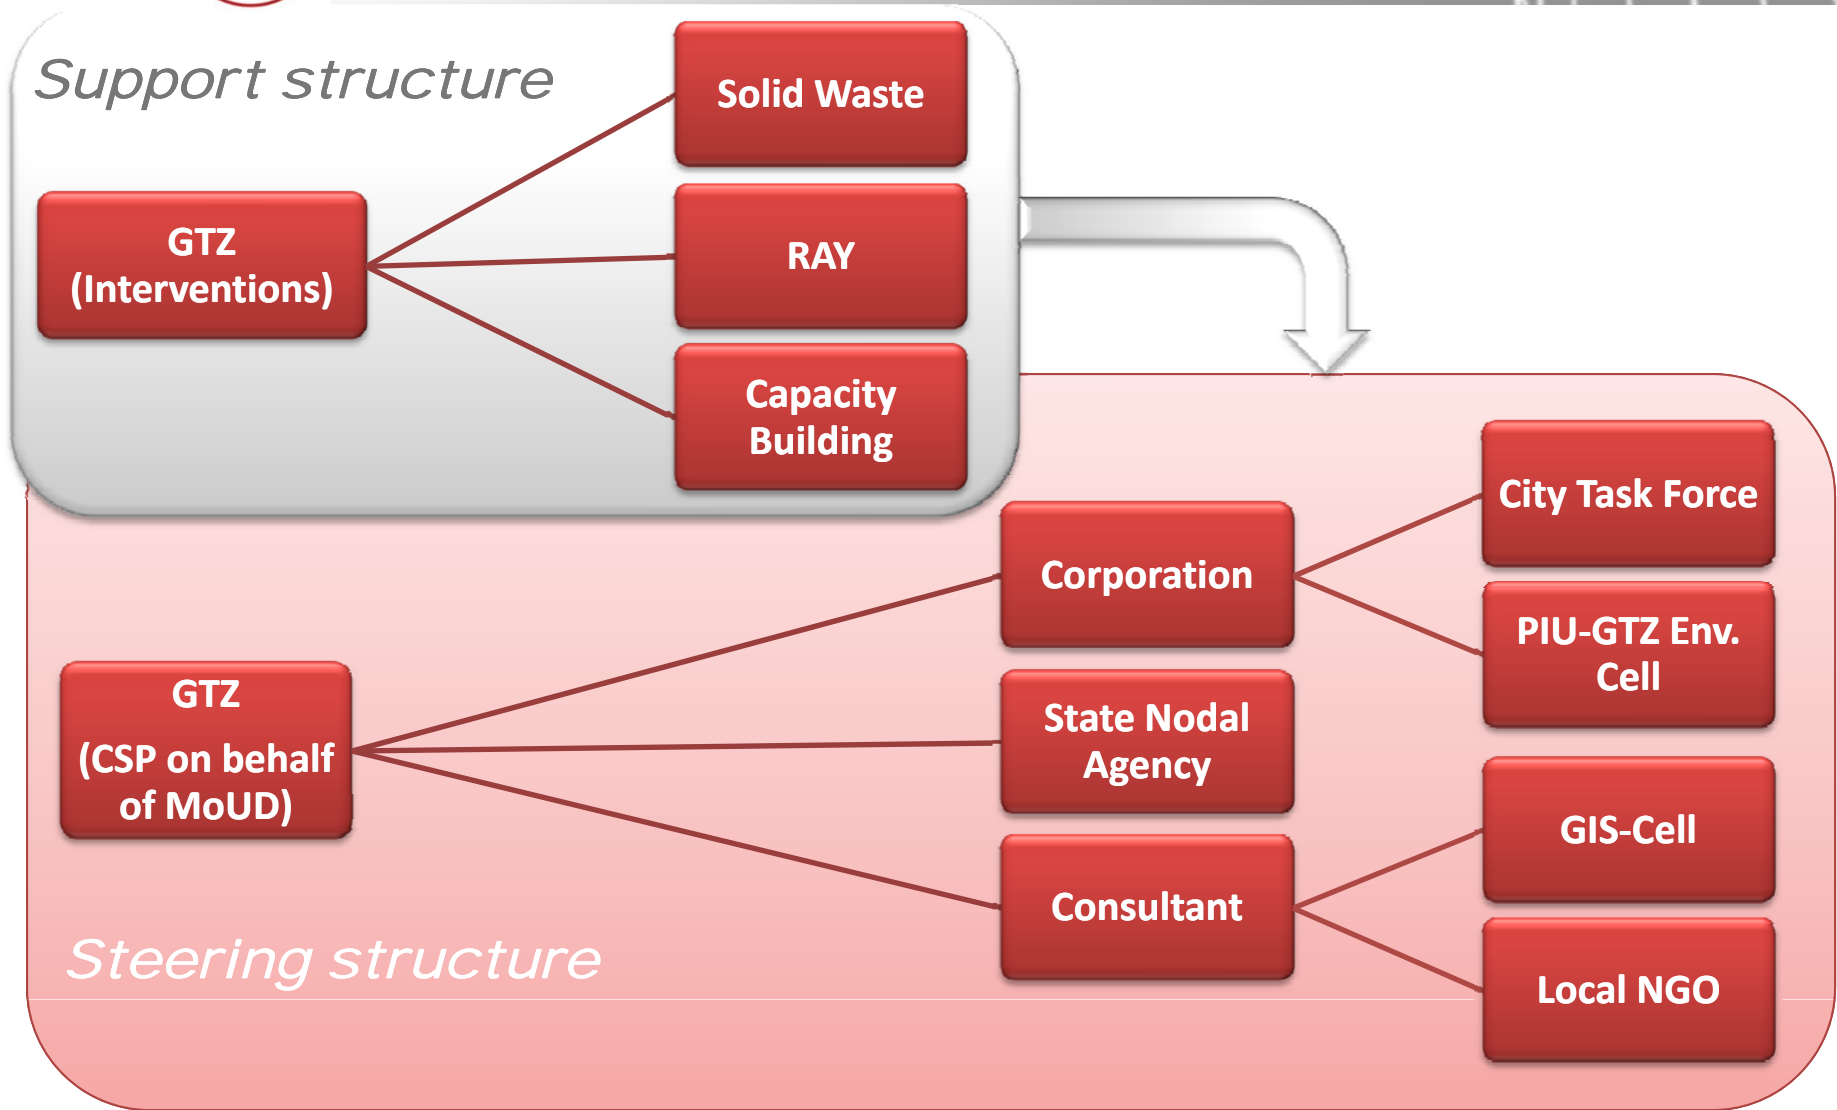 Support structure
Solid Waste
GTZ
(Interventions)
RAY
Capacity
Building
City Task Force
Corporation
PIU-GTZ Env.
Cell
GTZ
(CSP on behalf
of MoUD)
State Nodal
Agency
GIS-Cell
Consultant
Local NGO
Steering structure